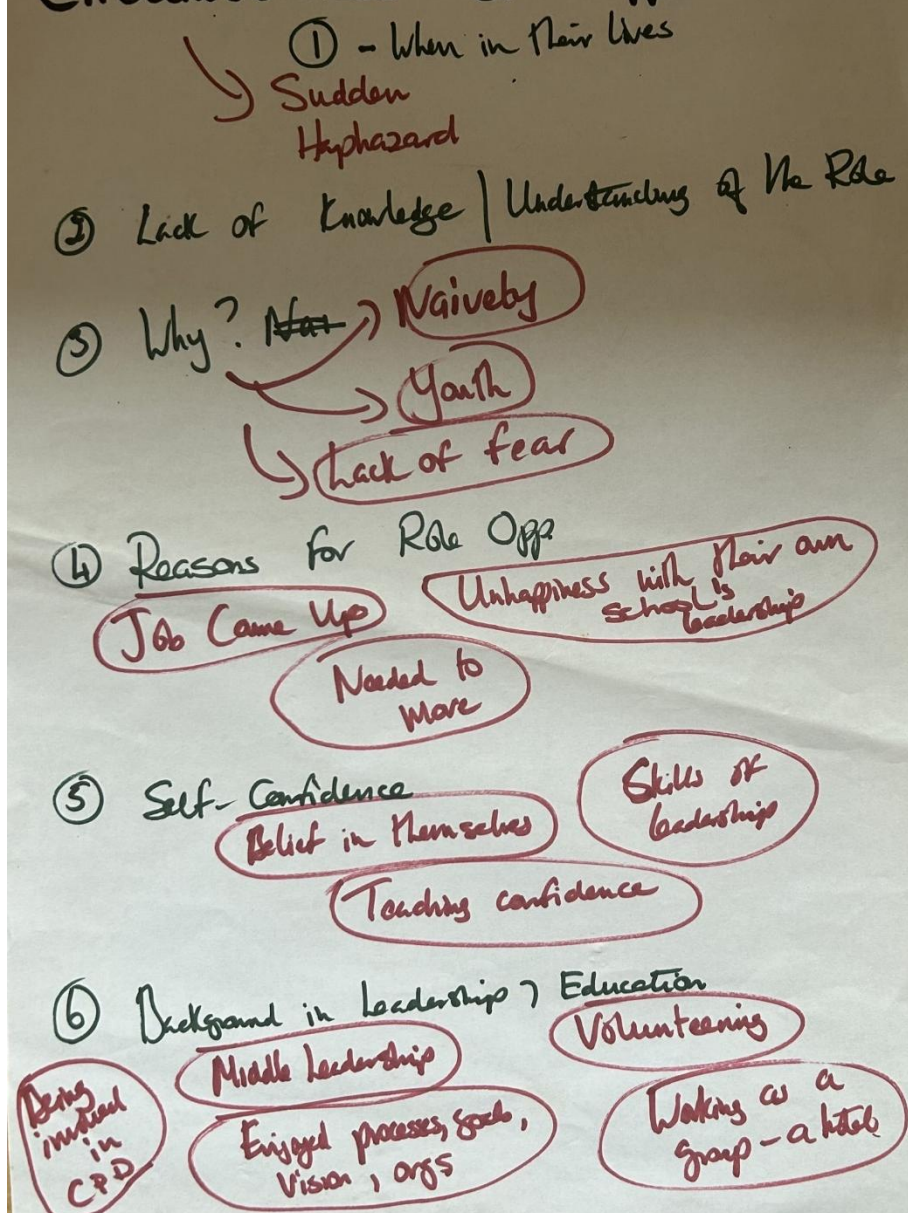 ① - When in their lives
Sudden
Haphazard
② Lack of Knowledge | Understanding of the Role
③ Why?
Naivety
Youth
Lack of fear
④ Reasons for Role Opp.
Job Came Up
Unhappiness with their own
school's
leadership
Needed to
move
⑤ Self-Confidence
Belief in themselves
Skills of
leadership
Teaching confidence
⑥ Background in Leadership Education
Middle Leadership
Volunteering
Being
involved
in
CPD
Enjoyed processes, goals,
vision, orgs
Working as a
group - a hotel